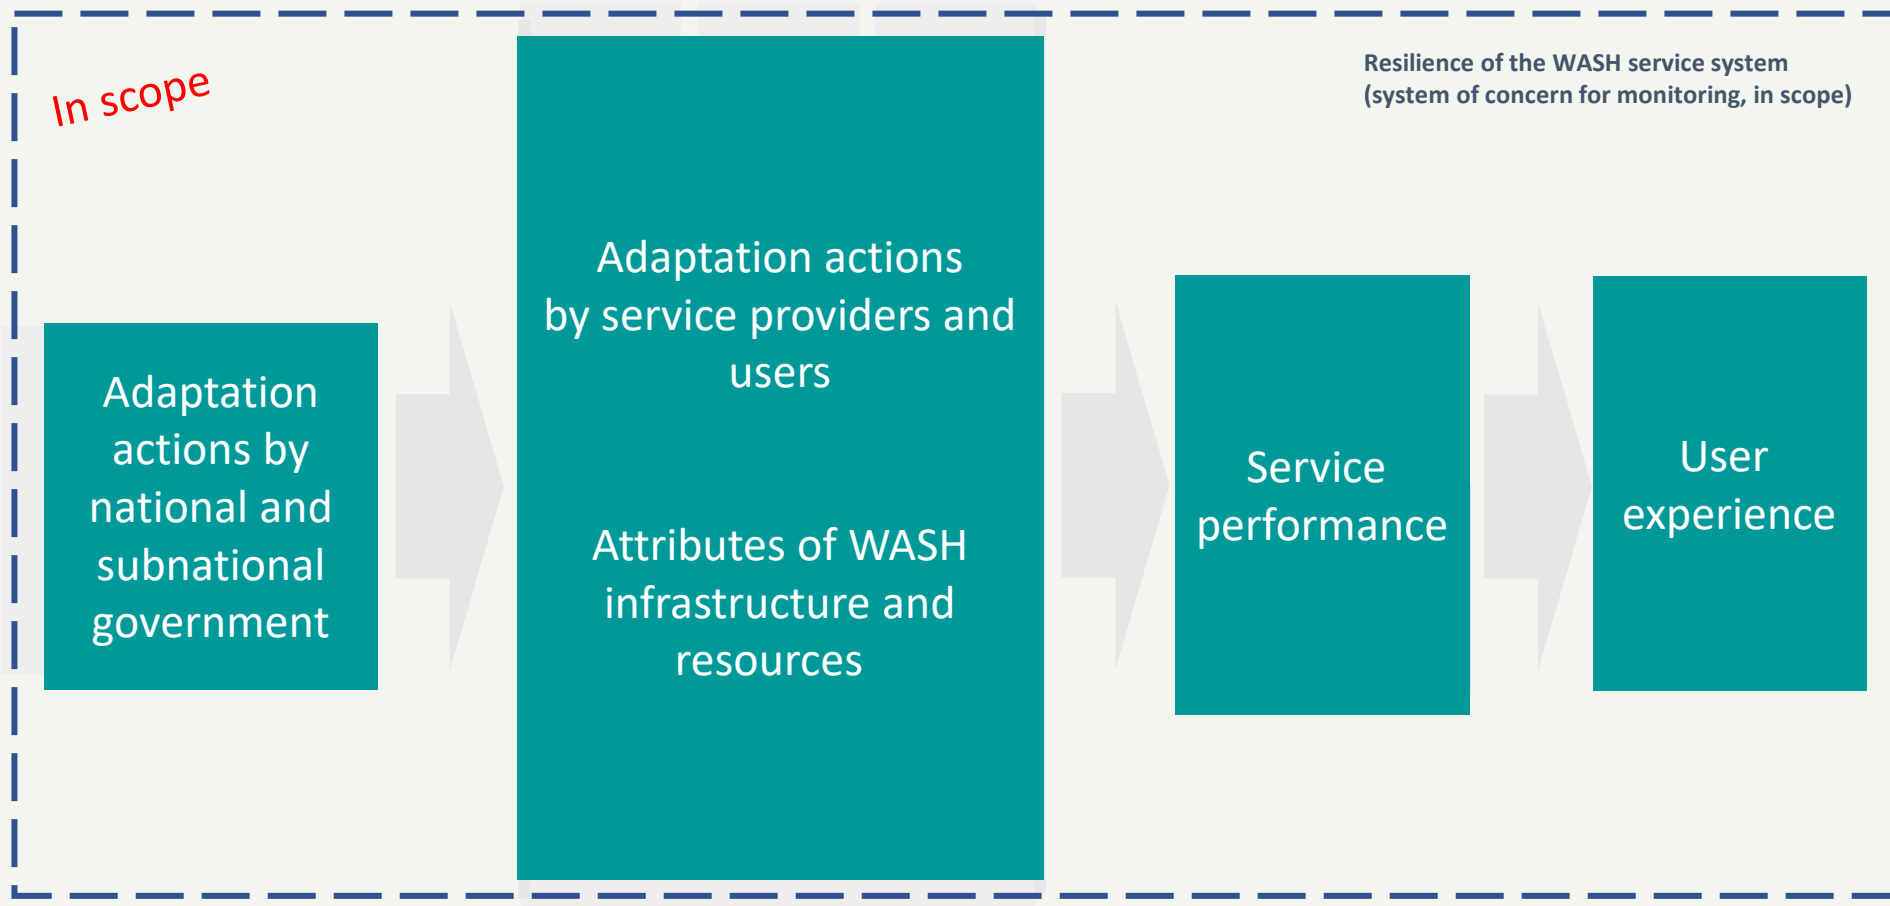 In scope
Resilience of the WASH service system
(system of concern for monitoring, in scope)
Adaptation
actions by
national and
subnational
government
Adaptation actions
by service providers and
users
Attributes of WASH
infrastructure and
resources
Service
performance
User
experience